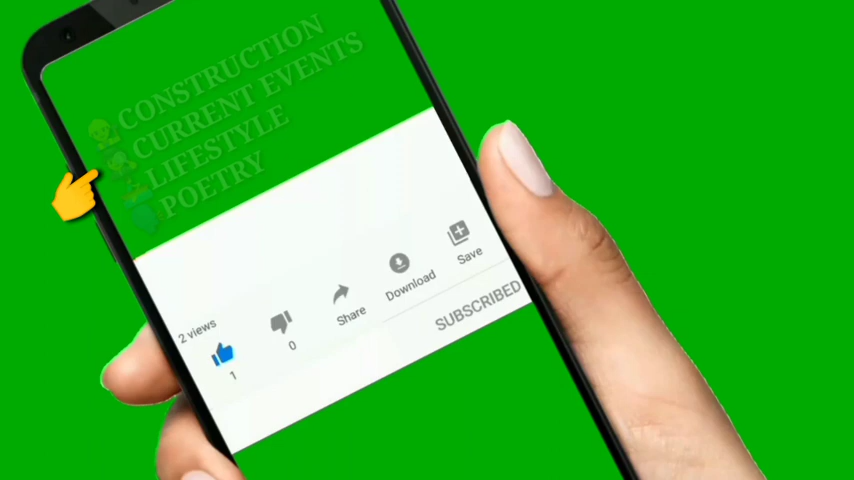 CONSTRUCTION
CURRENT EVENTS
LIFESTYLE
POETRY
2 views
1
0
Share
Download
Save
SUBSCRIBED